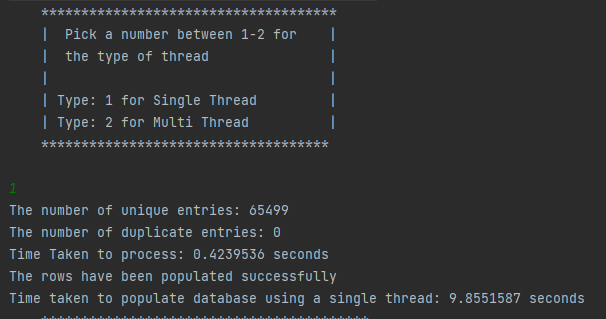 *************************************
| Pick a number between 1-2 for |
| the type of thread |
| |
| Type: 1 for Single Thread |
| Type: 2 for Multi Thread |
************************************
1
The number of unique entries: 65499
The number of duplicate entries: 0
Time Taken to process: 0.4239536 seconds
The rows have been populated successfully
Time taken to populate database using a single thread: 9.8551587 seconds
*****************************************